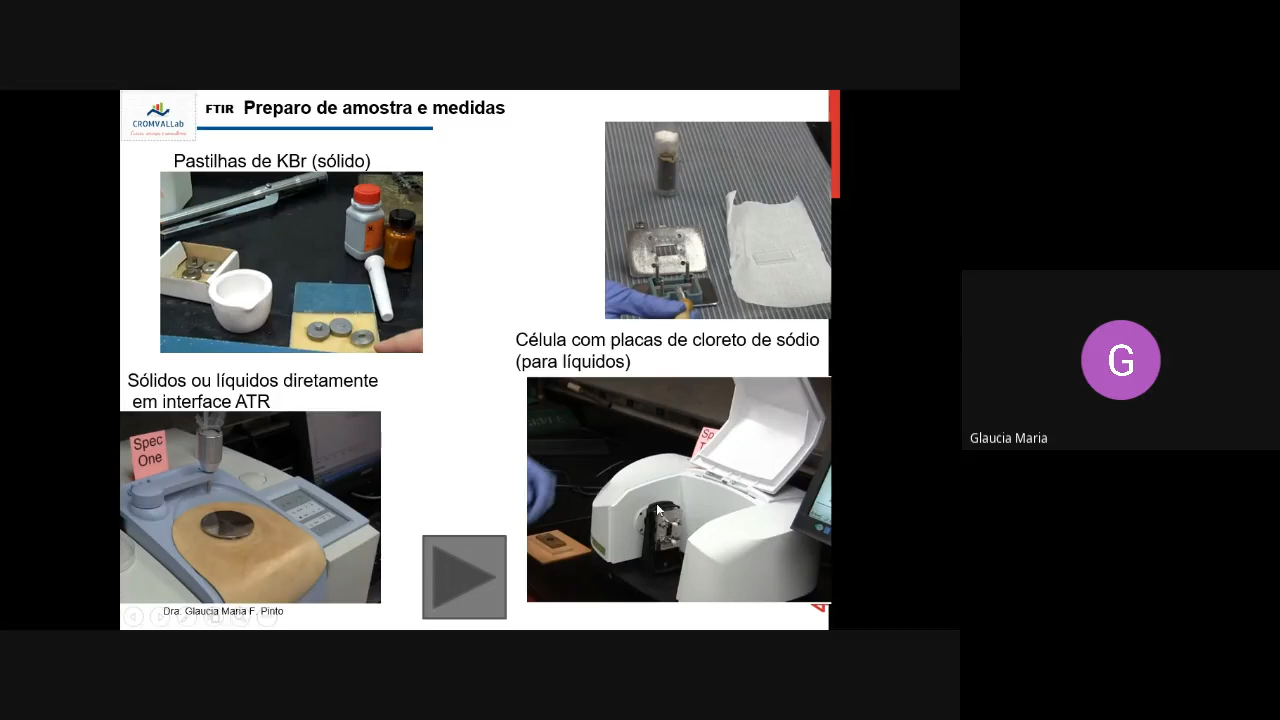 CROMVALLab
FTIR Preparo de amostra e medidas
Pastilhas de KBr (sólido)
Célula com placas de cloreto de sódio
(para líquidos)
Sólidos ou líquidos diretamente
em interface ATR
Spec
One
Dra. Glaucia Maria F. Pinto
G
Glaucia Maria